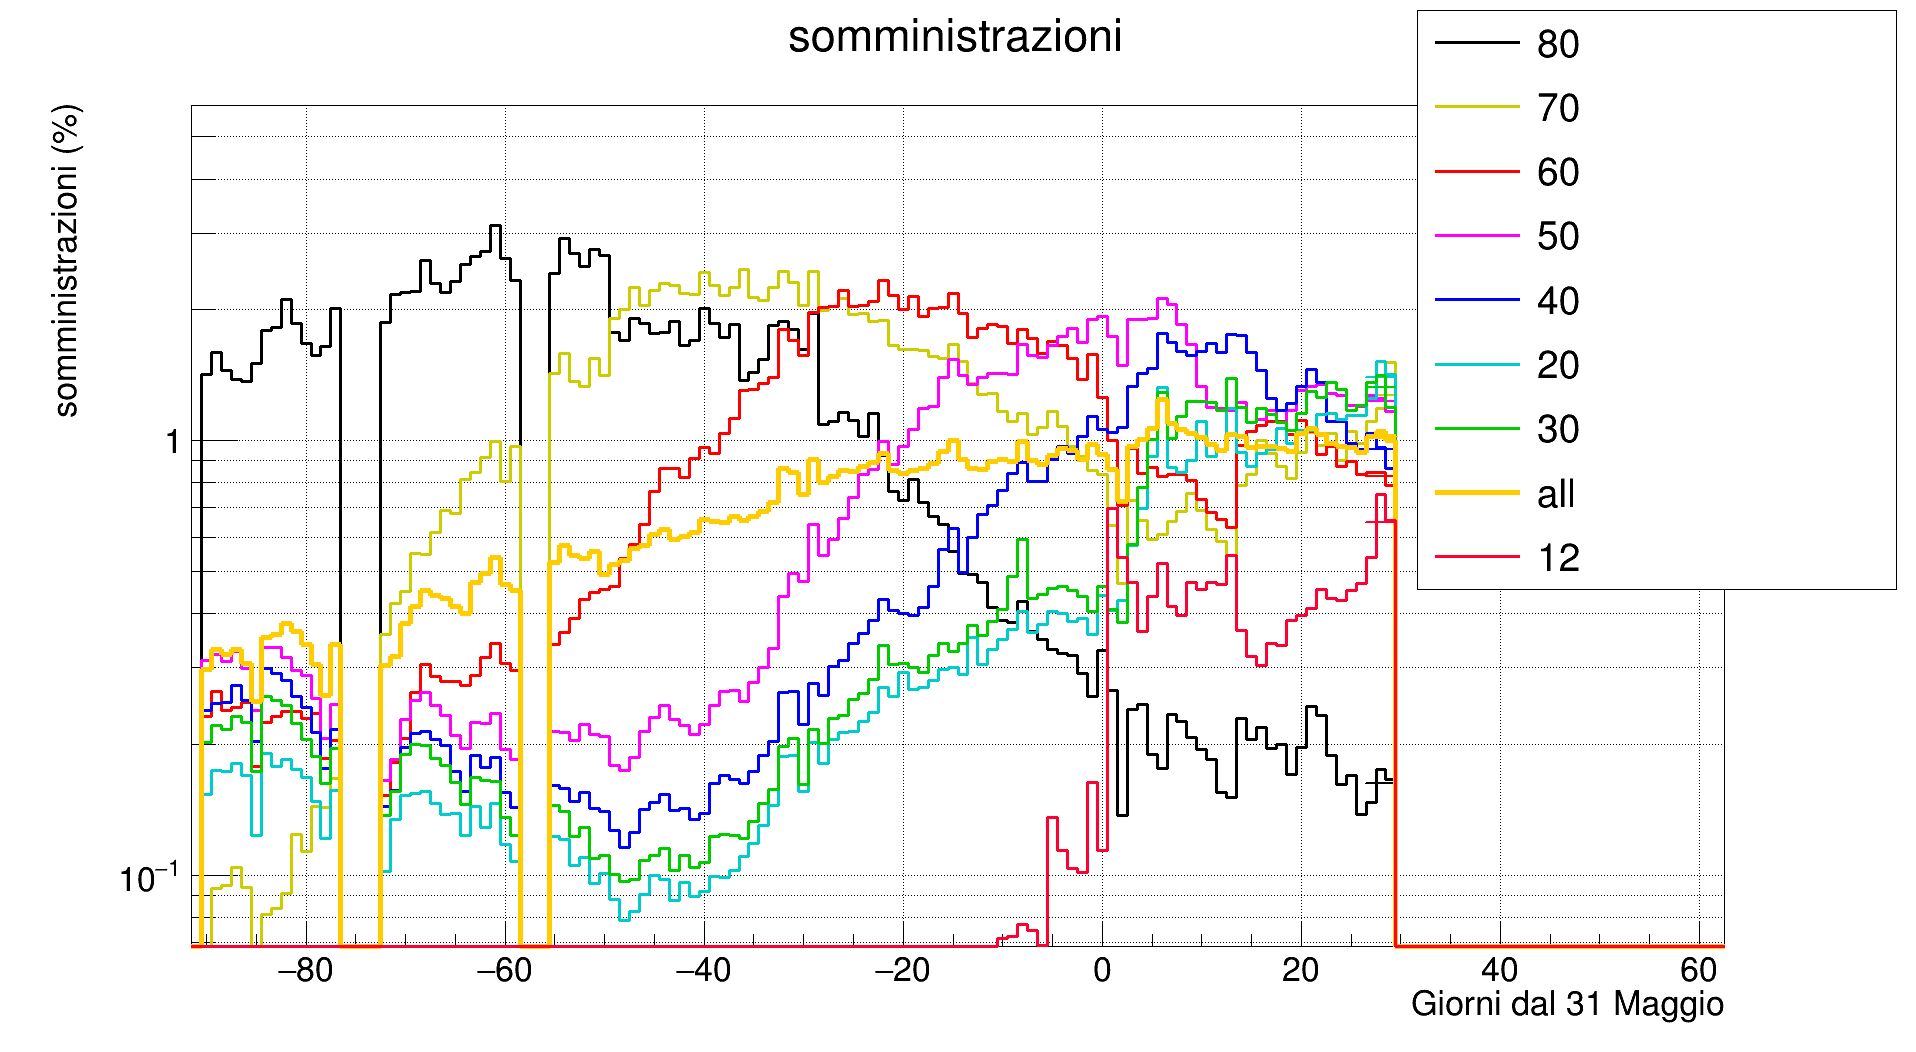 somministrazioni
80
70
60
50
40
20
30
all
12
somministrazioni (%)
1
10⁻¹
−80 −60 −40 −20 0 20 40 60
Giorni dal 31 Maggio